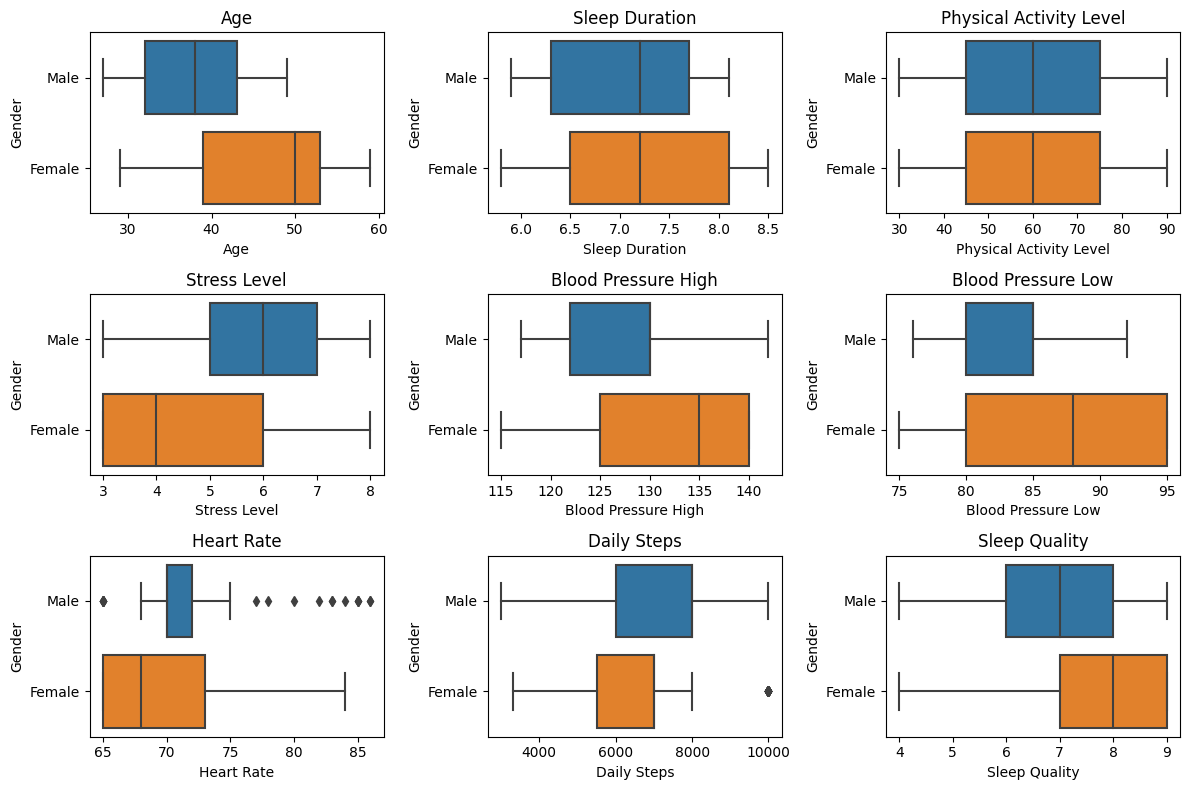 Age
Gender
Male
Female
30 40 50 60
Age
Sleep Duration
Gender
Male
Female
6.0 6.5 7.0 7.5 8.0 8.5
Sleep Duration
Physical Activity Level
Gender
Male
Female
30 40 50 60 70 80 90
Physical Activity Level
Stress Level
Gender
Male
Female
3 4 5 6 7 8
Stress Level
Blood Pressure High
Gender
Male
Female
115 120 125 130 135 140
Blood Pressure High
Blood Pressure Low
Gender
Male
Female
75 80 85 90 95
Blood Pressure Low
Heart Rate
Gender
Male
Female
65 70 75 80 85
Heart Rate
Daily Steps
Gender
Male
Female
4000 6000 8000 10000
Daily Steps
Sleep Quality
Gender
Male
Female
4 5 6 7 8 9
Sleep Quality